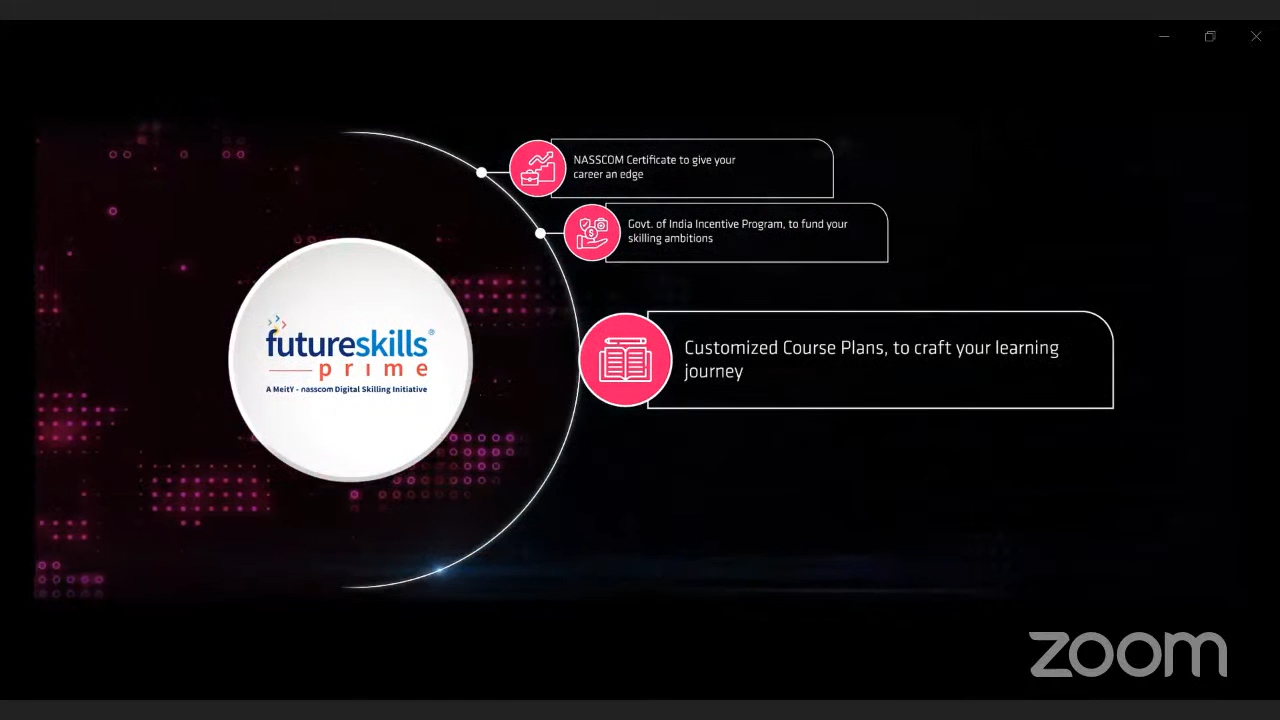 NASSCOM Certificate to give your
career an edge
Govt. of India Incentive Program, to fund your
skilling ambitions
futureskills®
prime
A MeitY - nasscom Digital Skilling Initiative
Customized Course Plans, to craft your learning
journey
zoom